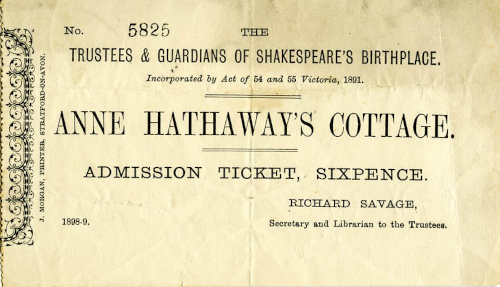 No. 5825 THE
TRUSTEES & GUARDIANS OF SHAKESPEARE'S BIRTHPLACE.
Incorporated by Act of 54 and 55 Victoria, 1891.
ANNE HATHAWAY'S COTTAGE.
ADMISSION TICKET, SIXPENCE.
RICHARD SAVAGE,
1898-9. Secretary and Librarian to the Trustees.
J. MORGAN, PRINTER, STRATFORD-ON-AVON.